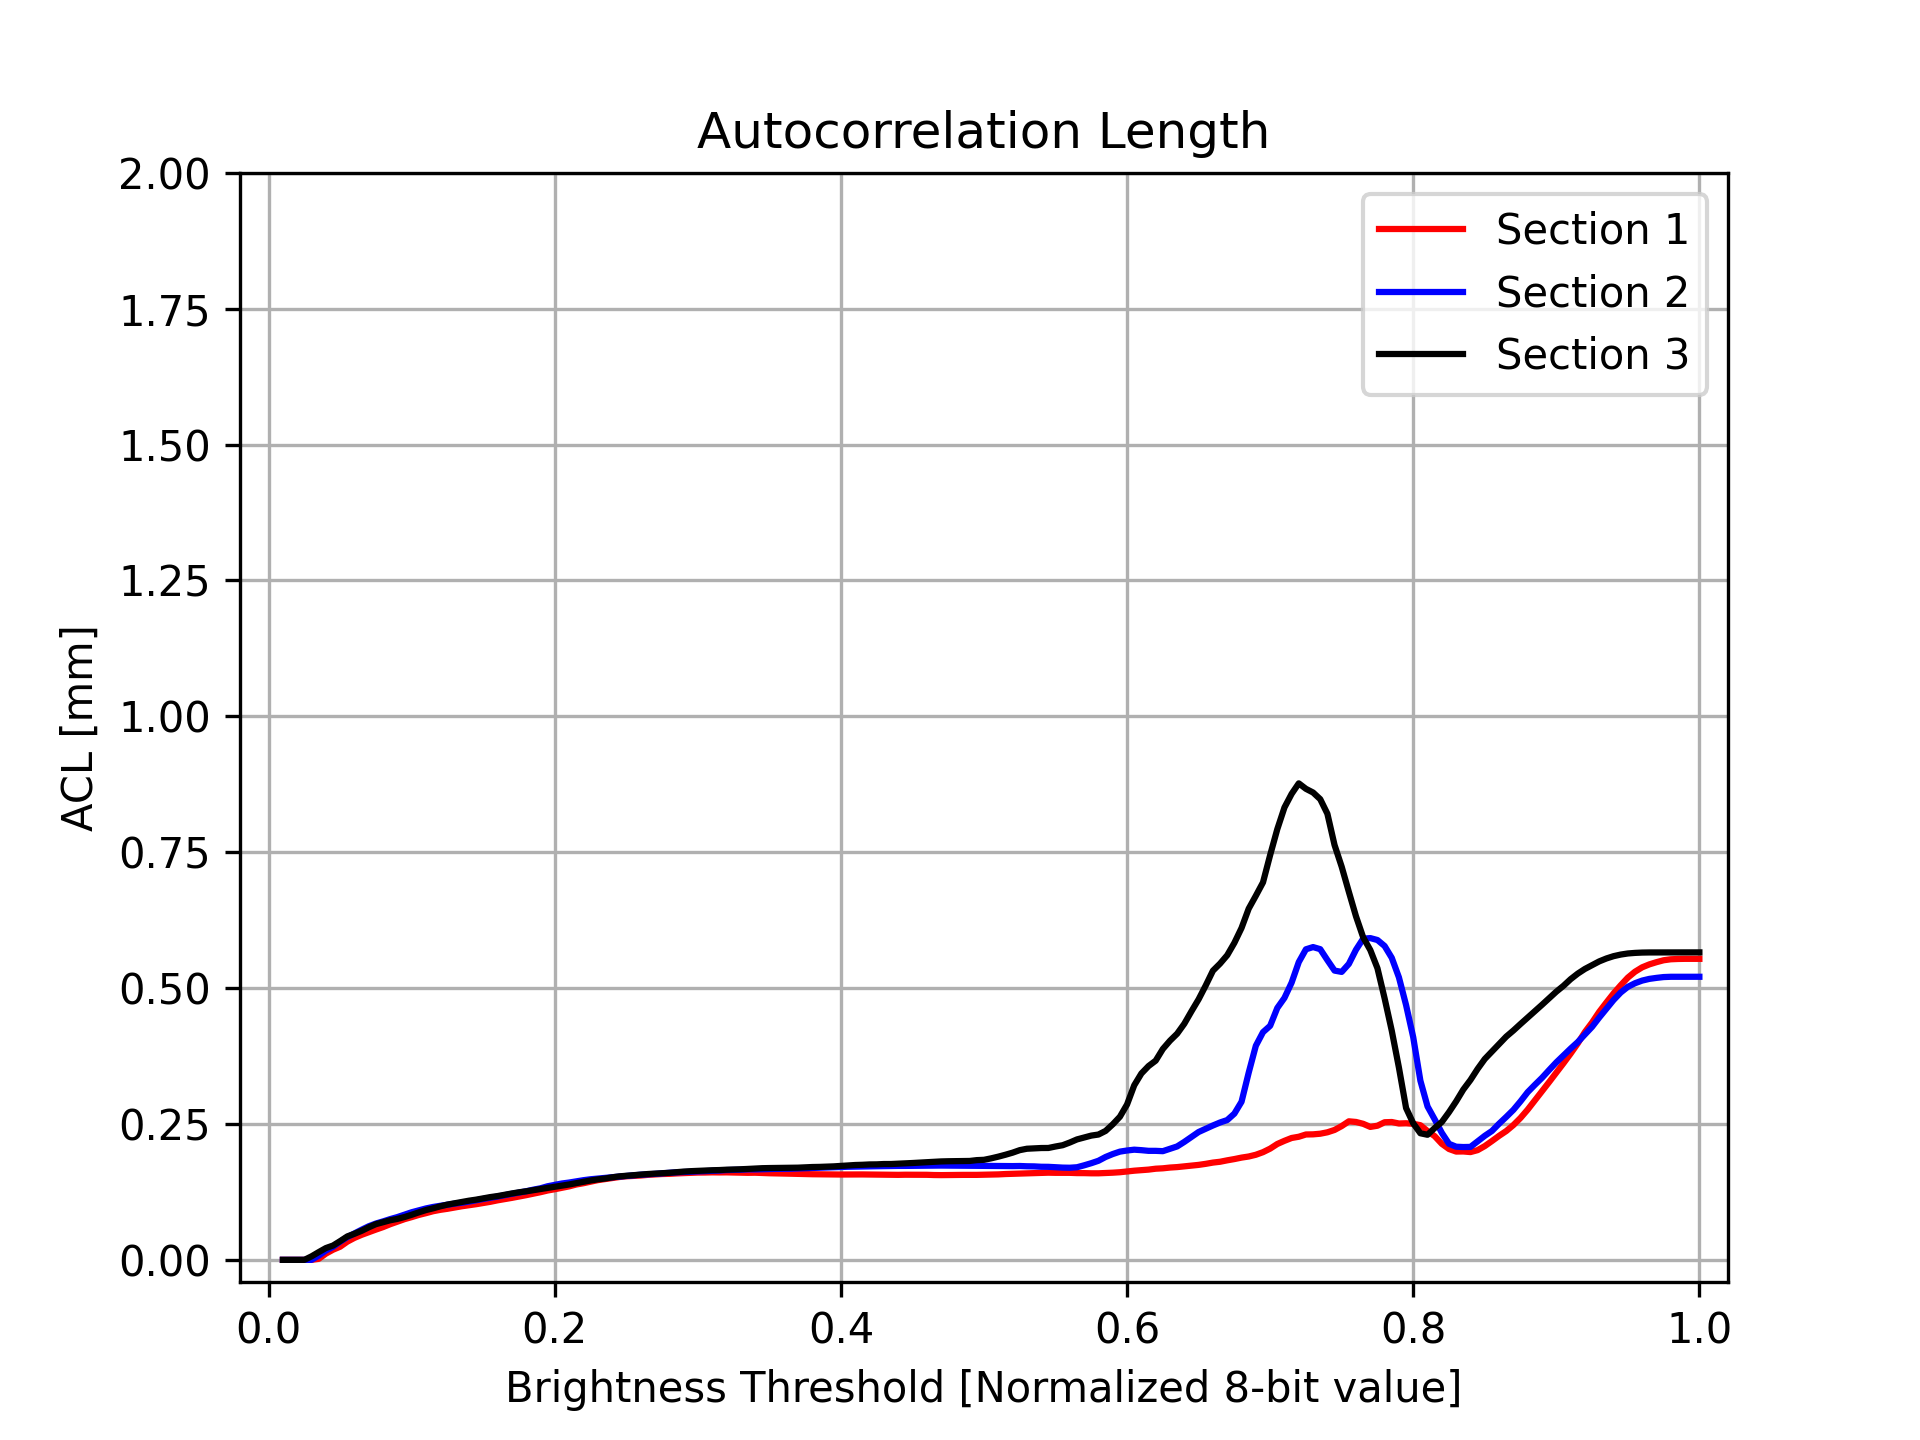 Autocorrelation Length
2.00
1.75
1.50
1.25
1.00
0.75
0.50
0.25
0.00
ACL [mm]
Section 1
Section 2
Section 3
0.0 0.2 0.4 0.6 0.8 1.0
Brightness Threshold [Normalized 8-bit value]